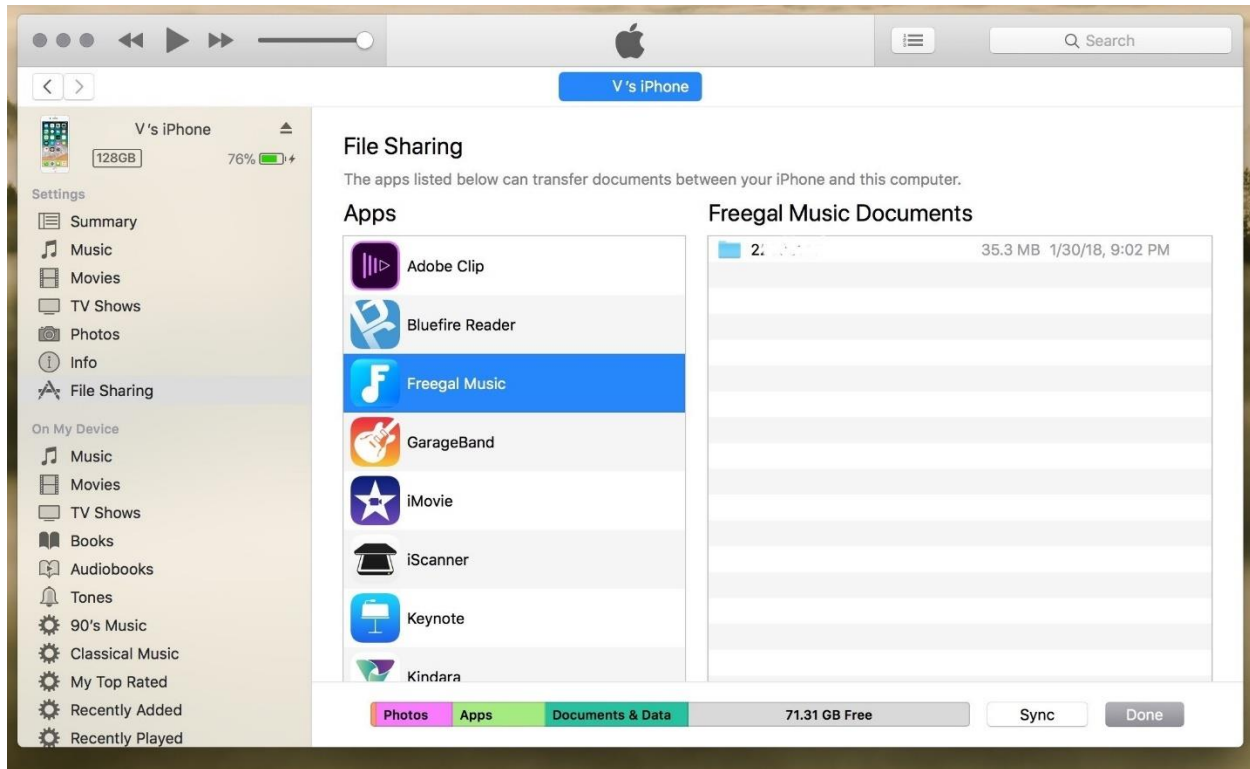 Search
V's iPhone
V's iPhone
128GB
76%
Settings
Summary
Music
Movies
TV Shows
Photos
Info
File Sharing
On My Device
Music
Movies
TV Shows
Books
Audiobooks
Tones
90's Music
Classical Music
My Top Rated
Recently Added
Recently Played
File Sharing
The apps listed below can transfer documents between your iPhone and this computer.
Apps
Adobe Clip
Bluefire Reader
Freegal Music
GarageBand
iMovie
iScanner
Keynote
Kindara
Freegal Music Documents
35.3 MB 1/30/18, 9:02 PM
Photos Apps Documents & Data 71.31 GB Free
Sync Done